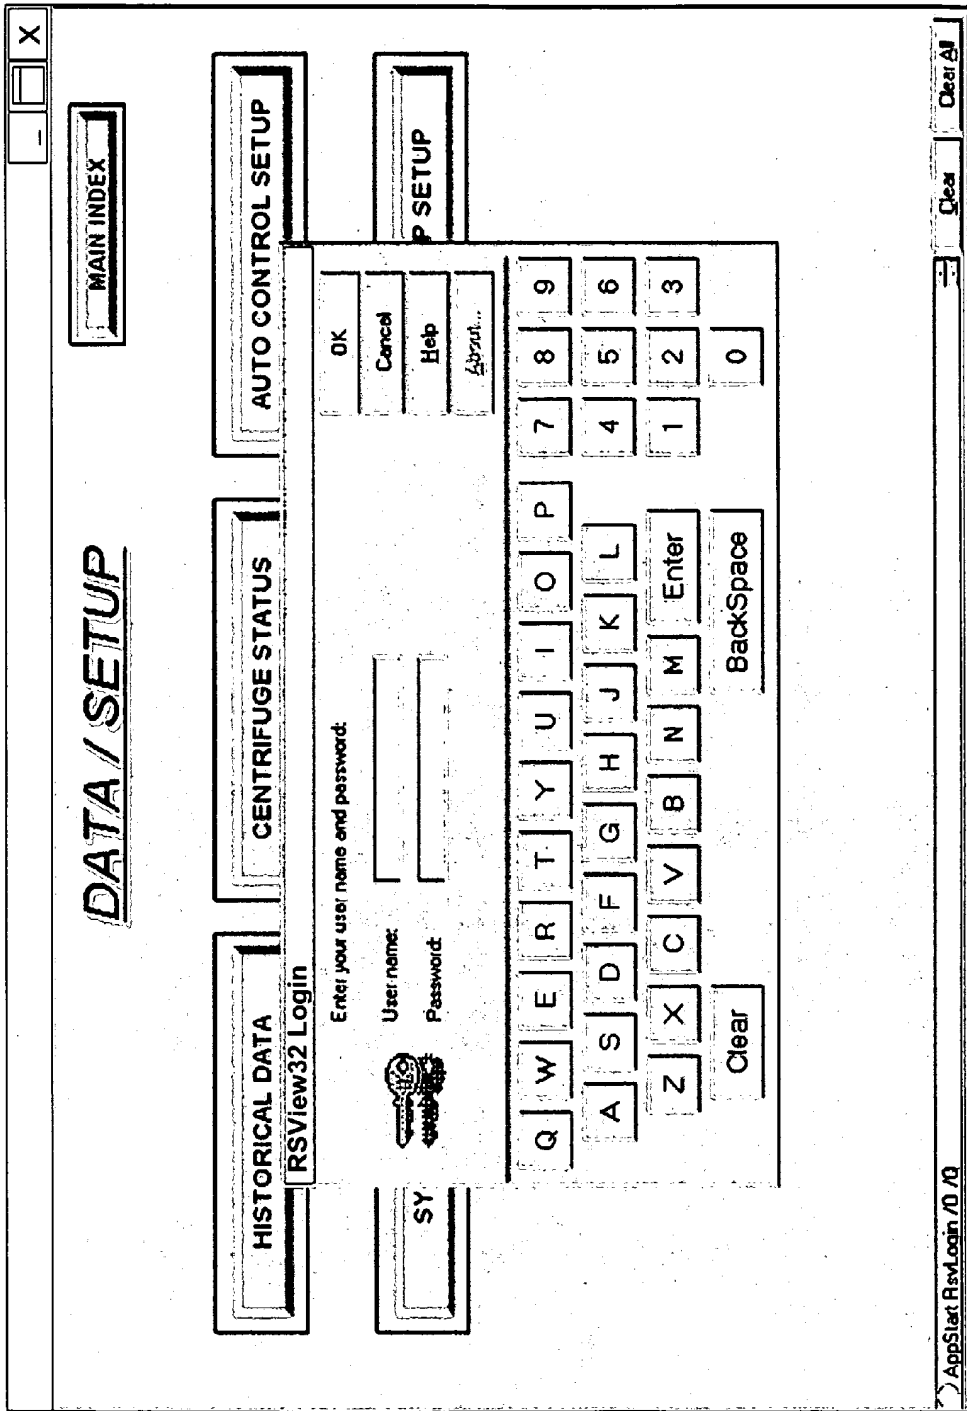 _ X
DATA / SETUP
MAIN INDEX
HISTORICAL DATA
CENTRIFUGE STATUS
AUTO CONTROL SETUP
SY
P SETUP
RSView32 Login
Enter your user name and password:
User name:
Password:
OK
Cancel
Help
About...
Q W E R T Y U I O P 7 8 9
A S D F G H J K L 4 5 6
Z X C V B N M Enter 1 2 3
Clear BackSpace 0
AppStart RsvLogin /D /Q
Clear Clear All